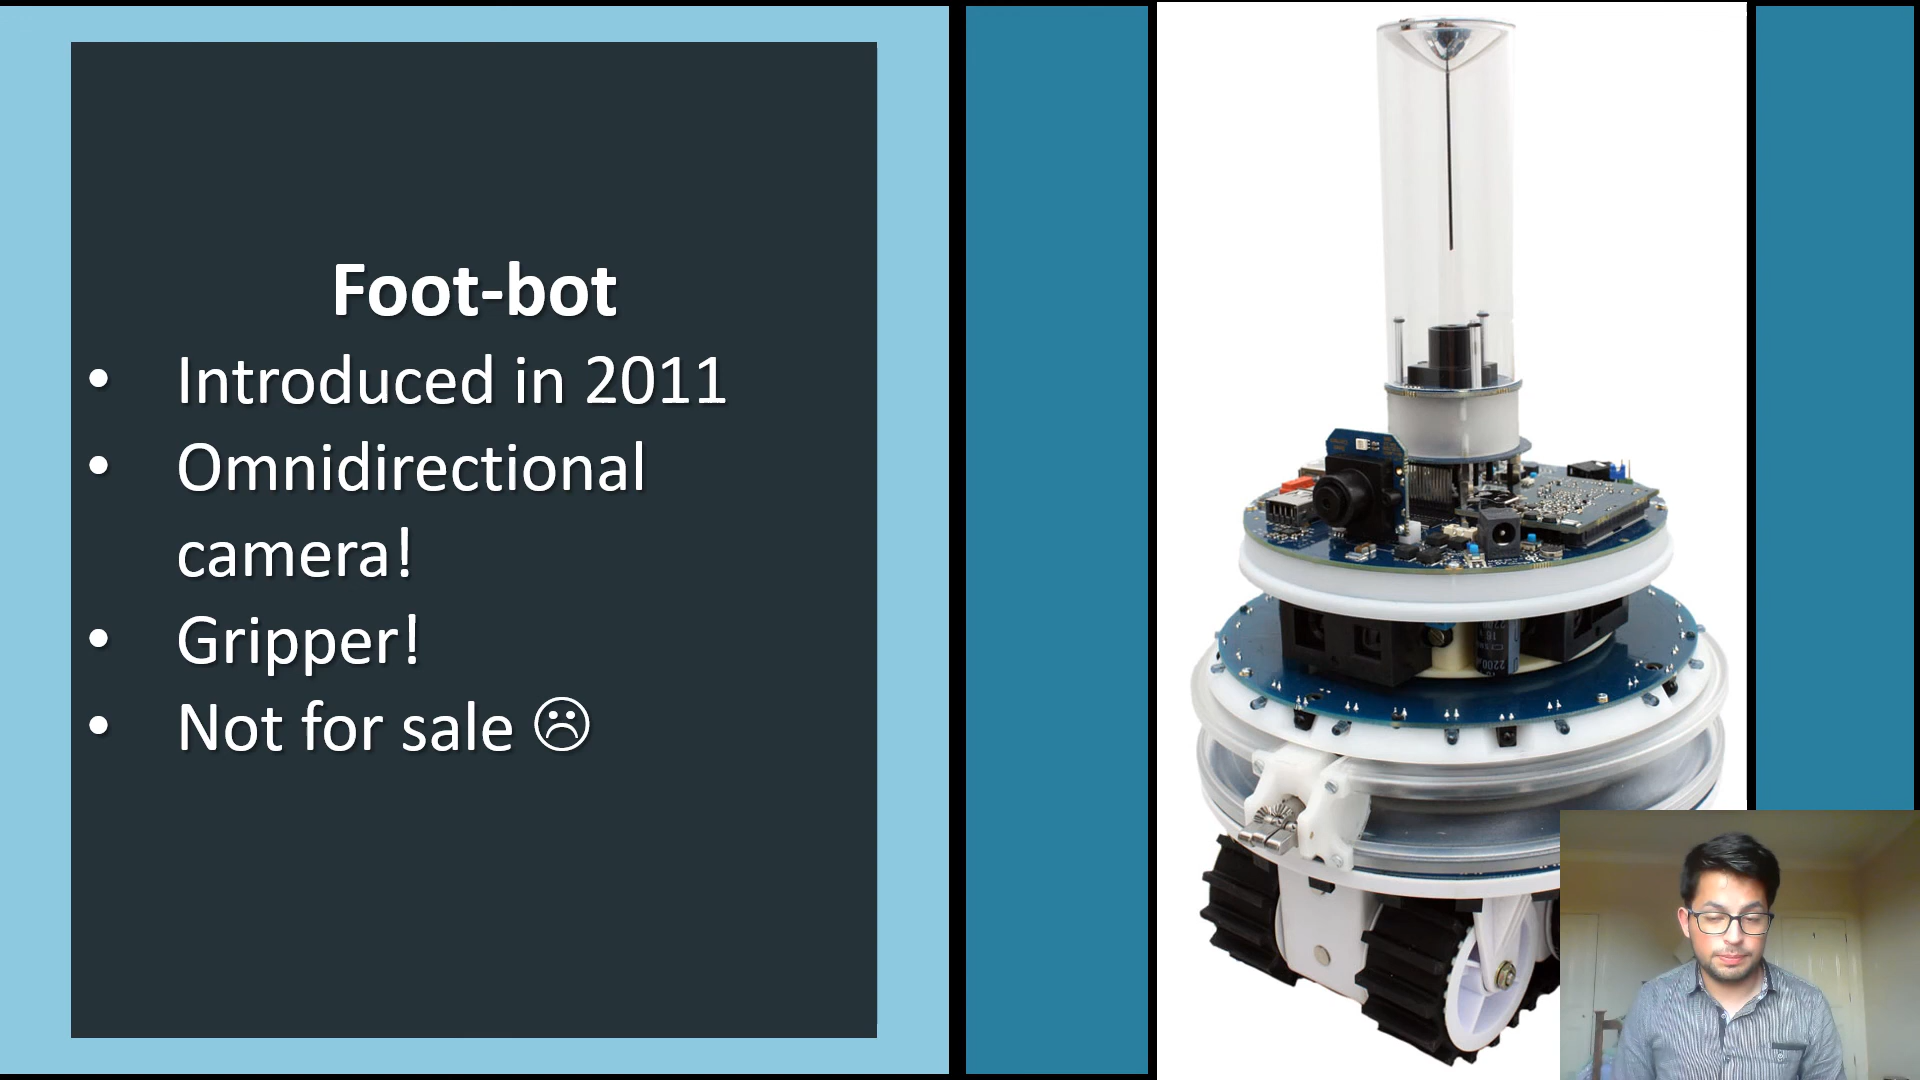 Foot-bot
• Introduced in 2011
• Omnidirectional
camera!
• Gripper!
• Not for sale ☹